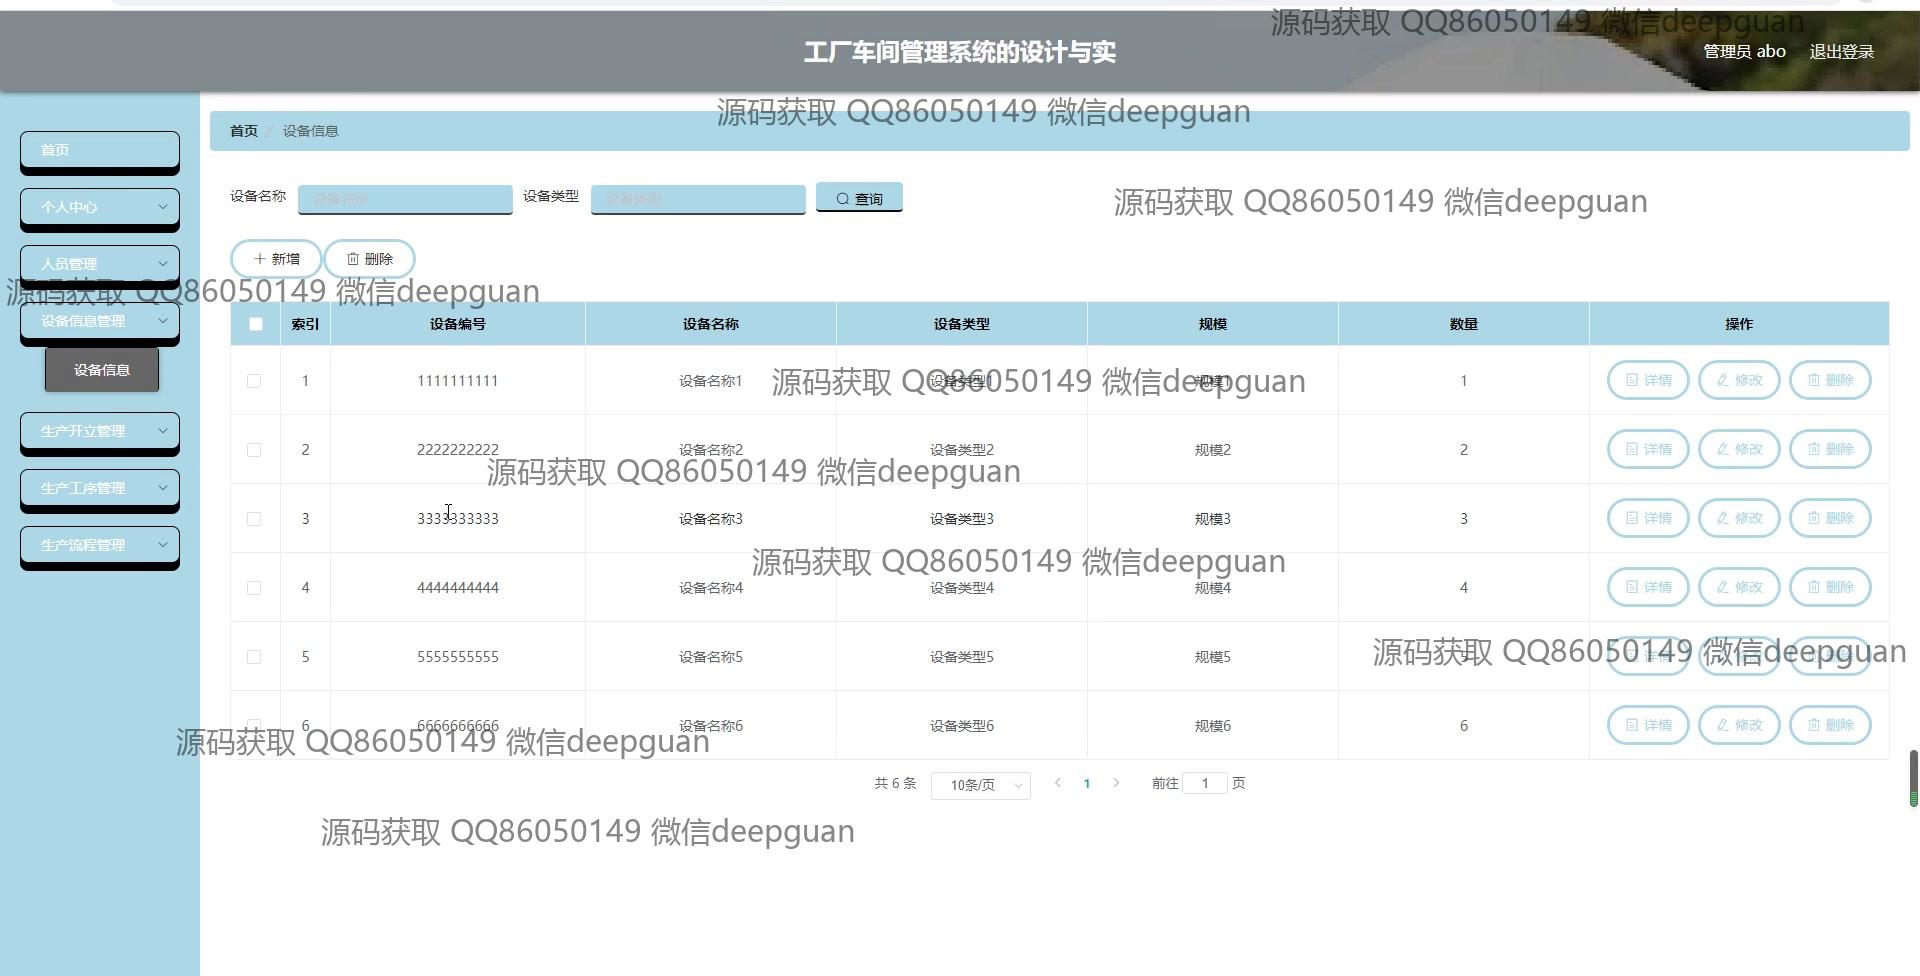 源码获取 QQ86050149 微信deepguan
工厂车间管理系统的设计与实
管理员 abo 退出登录
源码获取 QQ86050149 微信deepguan
首页 / 设备信息
首页
个人中心
人员管理
设备信息管理
设备信息
生产开立管理
生产工序管理
生产流程管理
设备名称 设备名称 设备类型 设备类型 查询
源码获取 QQ86050149 微信deepguan
新增 删除
源码获取 QQ86050149 微信deepguan
索引 设备编号 设备名称 设备类型 规模 数量 操作
1 1111111111 设备名称1 设备类型1 规模1 1 详情 修改 删除
源码获取 QQ86050149 微信deepguan
2 2222222222 设备名称2 设备类型2 规模2 2 详情 修改 删除
源码获取 QQ86050149 微信deepguan
3 3333333333 设备名称3 设备类型3 规模3 3 详情 修改 删除
源码获取 QQ86050149 微信deepguan
4 4444444444 设备名称4 设备类型4 规模4 4 详情 修改 删除
5 5555555555 设备名称5 设备类型5 规模5 5 详情 修改 删除
源码获取 QQ86050149 微信deepguan
6 6666666666 设备名称6 设备类型6 规模6 6 详情 修改 删除
源码获取 QQ86050149 微信deepguan
共 6 条 10条/页 1 前往 1 页
源码获取 QQ86050149 微信deepguan